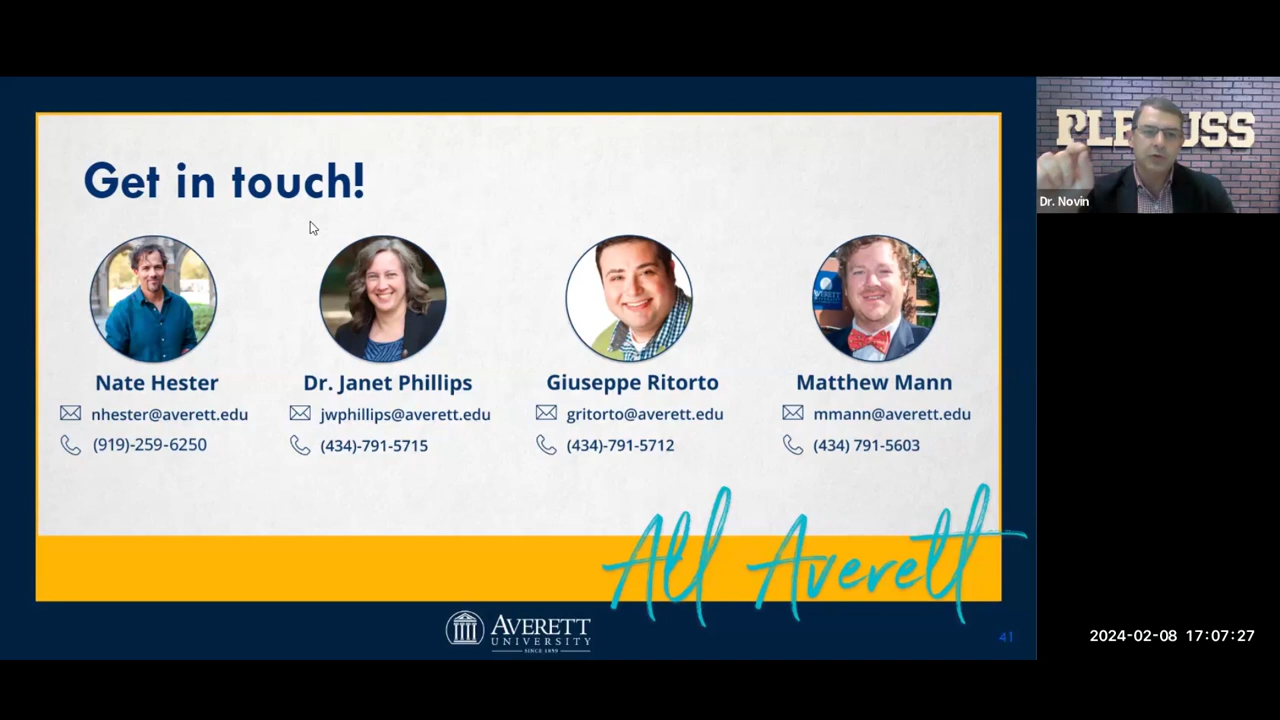 Get in touch!
Nate Hester
nhester@averett.edu
(919)-259-6250
Dr. Janet Phillips
jwphillips@averett.edu
(434)-791-5715
Giuseppe Ritorto
gritorto@averett.edu
(434)-791-5712
Matthew Mann
mmann@averett.edu
(434) 791-5603
All Averett
AVERETT
UNIVERSITY
SINCE 1859
41
Dr. Novin
2024-02-08 17:07:27